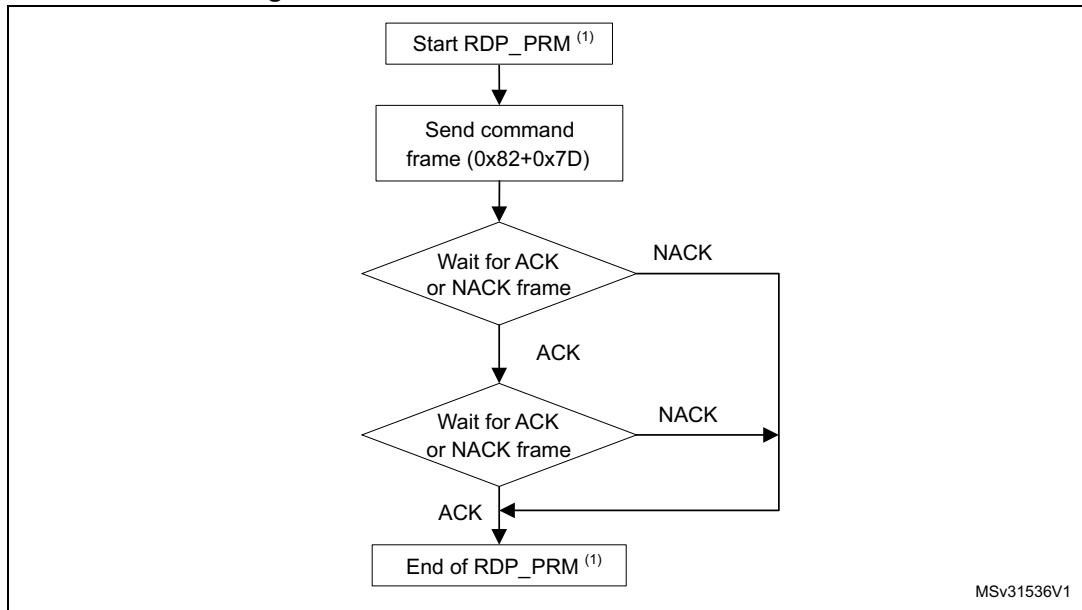 Start RDP_PRM (1)
Send command
frame (0x82+0x7D)
Wait for ACK
or NACK frame
NACK
ACK
Wait for ACK
or NACK frame
NACK
ACK
End of RDP_PRM (1)
MSv31536V1